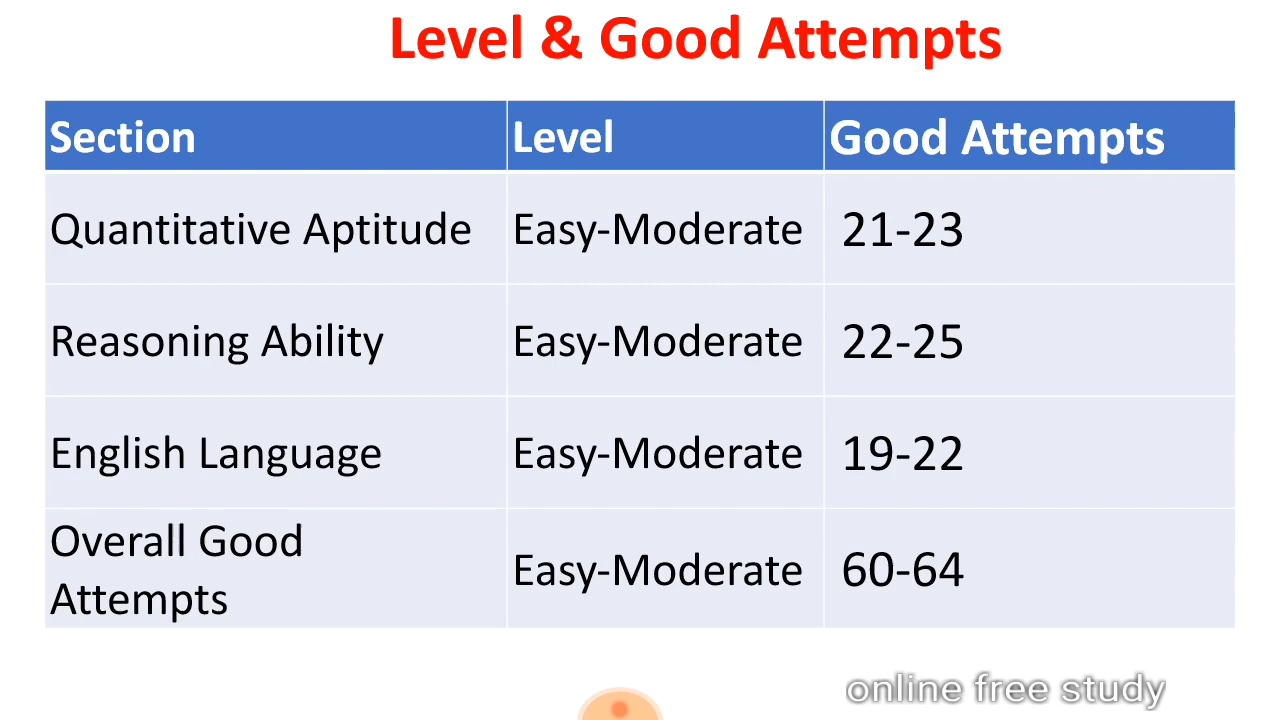 Level & Good Attempts
Section Level Good Attempts
Quantitative Aptitude Easy-Moderate 21-23
Reasoning Ability Easy-Moderate 22-25
English Language Easy-Moderate 19-22
Overall Good
Attempts Easy-Moderate 60-64
online free study